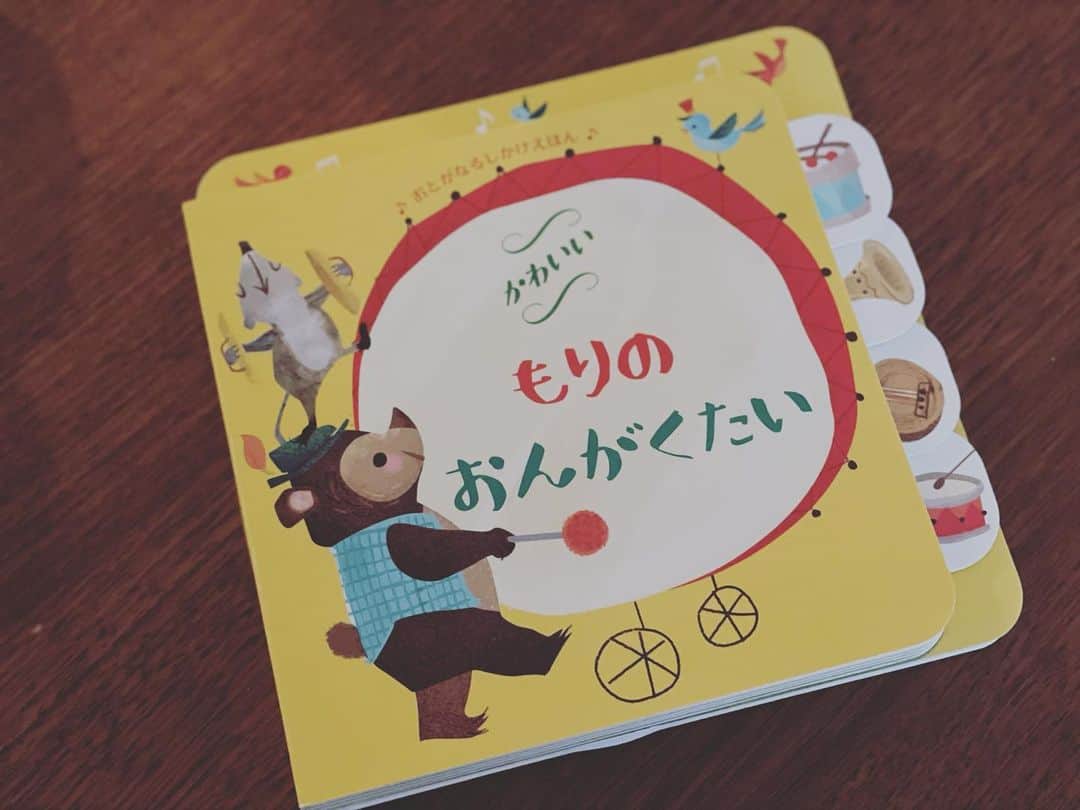 ♪ おとがなるしかけえほん ♪
かわいい
もりの
おんがくたい